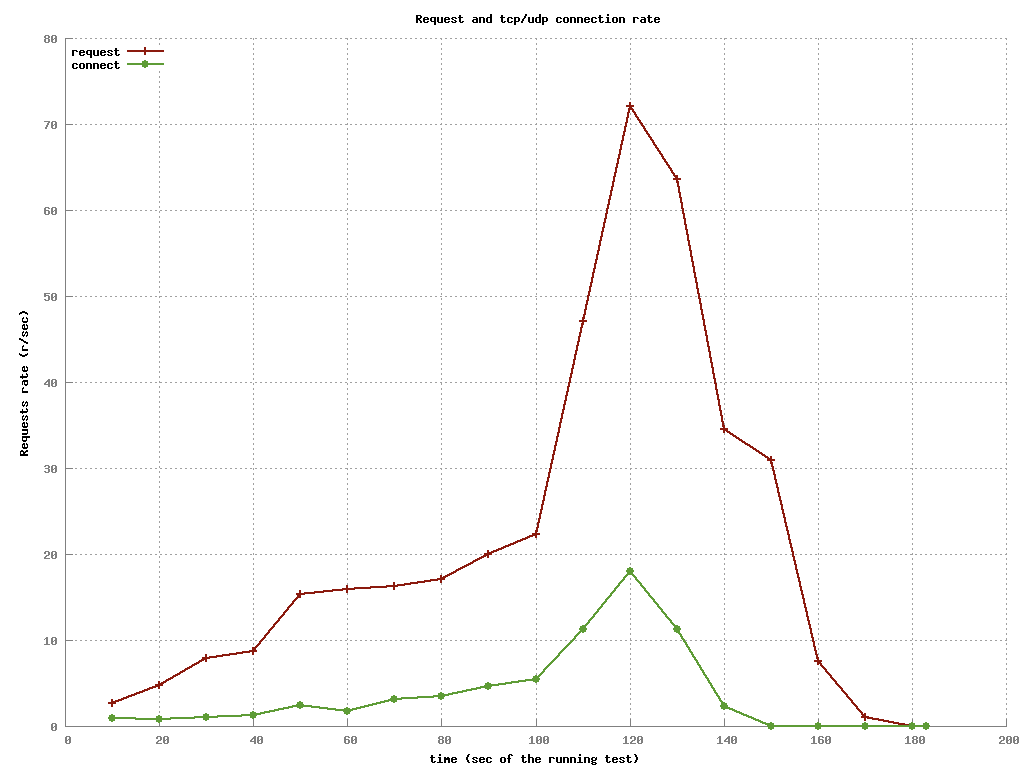 Request and tcp/udp connection rate
80
request
connect
70
60
50
40
30
20
10
0
Requests rate (r/sec)
0 20 40 60 80 100 120 140 160 180 200
time (sec of the running test)